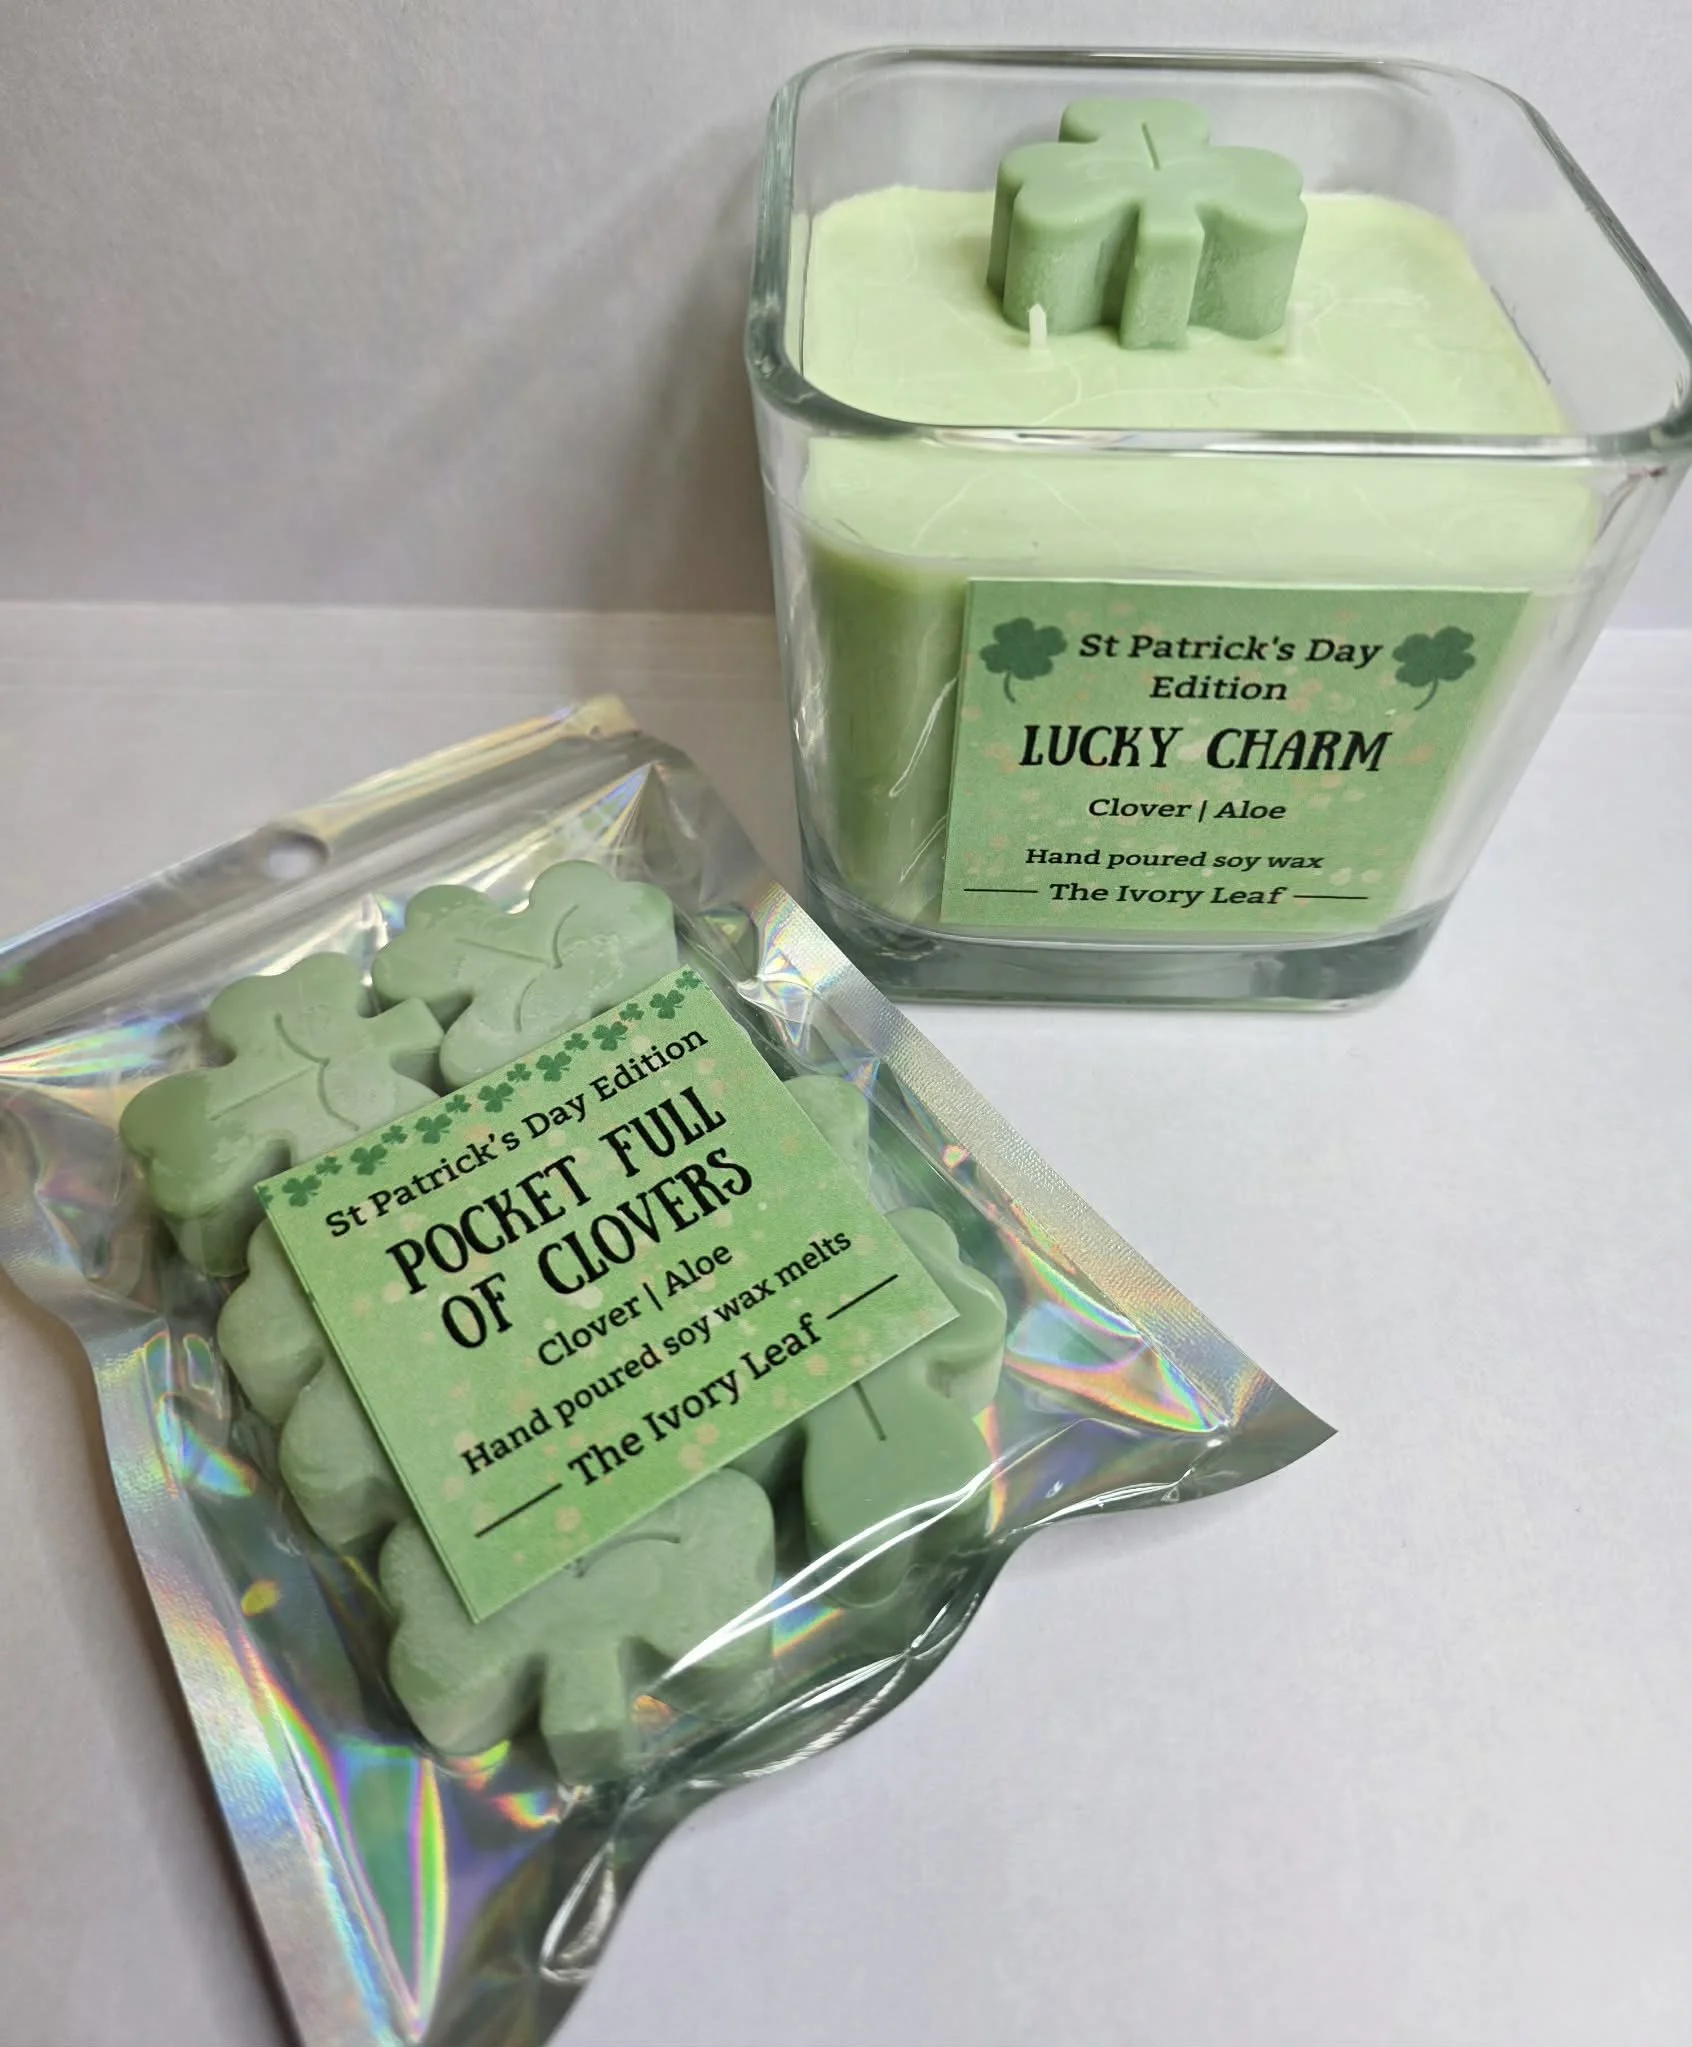 St Patrick's Day
Edition
LUCKY CHARM
Clover | Aloe
Hand poured soy wax
The Ivory Leaf
St Patrick's Day Edition
POCKET FULL
OF CLOVERS
Clover | Aloe
Hand poured soy wax melts
The Ivory Leaf